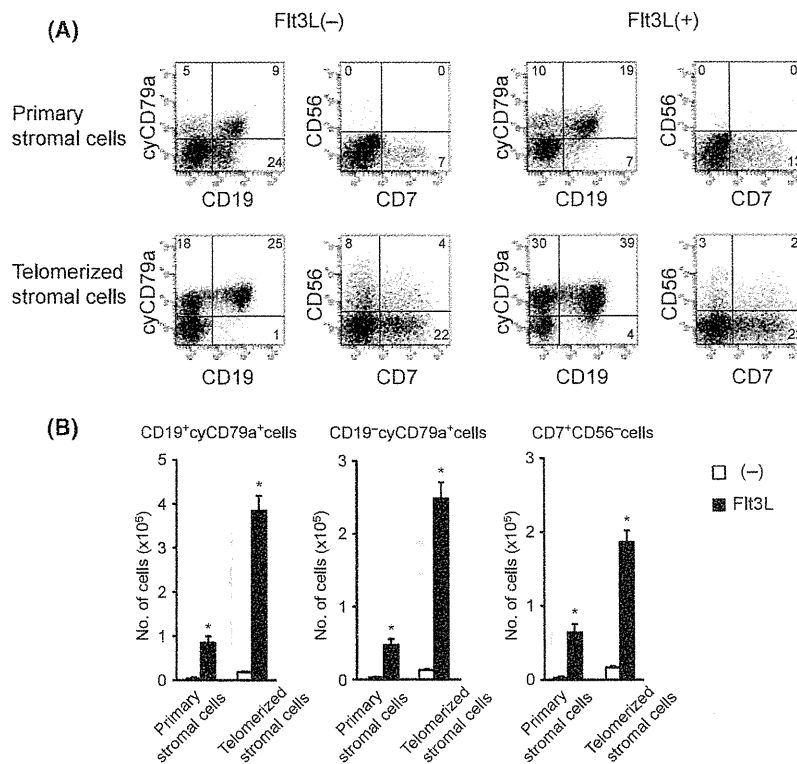 (A)
Flt3L(–)
Flt3L(+)
Primary
stromal cells
cyCD79a
5
9
24
CD19
CD56
0
0
7
CD7
cyCD79a
10
19
7
CD19
CD56
0
0
13
CD7
Telomerized
stromal cells
cyCD79a
18
25
1
CD19
CD56
8
4
22
CD7
cyCD79a
30
39
4
CD19
CD56
3
2
CD7
(B)
CD19⁺cyCD79a⁺cells
No. of cells (x10⁵)
5
4
3
2
1
0
*
*
Primary
stromal cells
Telomerized
stromal cells
CD19⁻cyCD79a⁺cells
No. of cells (x10⁵)
3
2
1
0
*
*
Primary
stromal cells
Telomerized
stromal cells
CD7⁺CD56⁻cells
No. of cells (x10⁵)
3
2
1
0
*
*
Primary
stromal cells
Telomerized
stromal cells
(–)
Flt3L